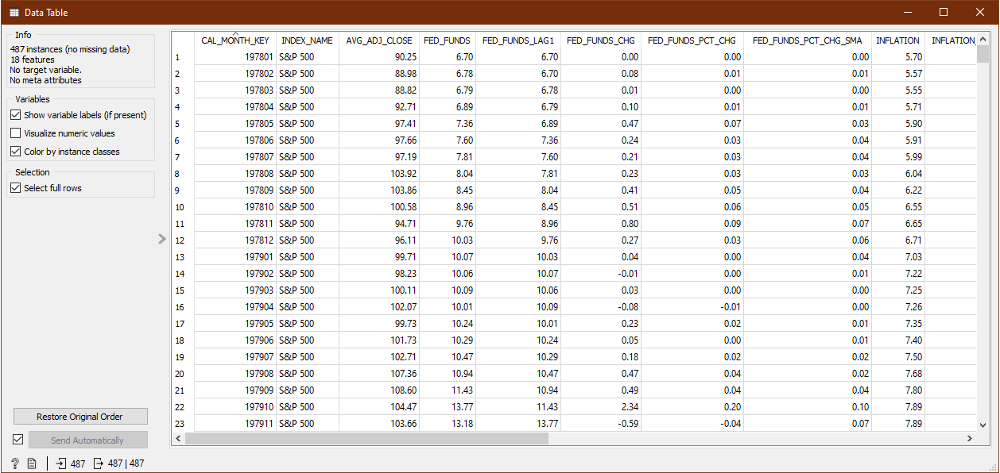 Data Table
Info
487 instances (no missing data)
18 features
No target variable.
No meta attributes
Variables
Show variable labels (if present)
Visualize numeric values
Color by instance classes
Selection
Select full rows
Restore Original Order
Send Automatically
? 487 487 | 487
CAL_MONTH_KEY INDEX_NAME AVG_ADJ_CLOSE FED_FUNDS FED_FUNDS_LAG1 FED_FUNDS_CHG FED_FUNDS_PCT_CHG FED_FUNDS_PCT_CHG_SMA INFLATION INFLATION_
1 197801 S&P 500 90.25 6.70 6.70 0.00 0.00 0.00 5.70
2 197802 S&P 500 88.98 6.78 6.70 0.08 0.01 0.01 5.57
3 197803 S&P 500 88.82 6.79 6.78 0.01 0.00 0.00 5.55
4 197804 S&P 500 92.71 6.89 6.79 0.10 0.01 0.01 5.71
5 197805 S&P 500 97.41 7.36 6.89 0.47 0.07 0.03 5.90
6 197806 S&P 500 97.66 7.60 7.36 0.24 0.03 0.04 5.91
7 197807 S&P 500 97.19 7.81 7.60 0.21 0.03 0.04 5.99
8 197808 S&P 500 103.92 8.04 7.81 0.23 0.03 0.03 6.04
9 197809 S&P 500 103.86 8.45 8.04 0.41 0.05 0.04 6.22
10 197810 S&P 500 100.58 8.96 8.45 0.51 0.06 0.05 6.55
11 197811 S&P 500 94.71 9.76 8.96 0.80 0.09 0.07 6.65
12 197812 S&P 500 96.11 10.03 9.76 0.27 0.03 0.06 6.71
13 197901 S&P 500 99.71 10.07 10.03 0.04 0.00 0.04 7.03
14 197902 S&P 500 98.23 10.06 10.07 -0.01 0.00 0.01 7.22
15 197903 S&P 500 100.11 10.09 10.06 0.03 0.00 0.00 7.25
16 197904 S&P 500 102.07 10.01 10.09 -0.08 -0.01 0.00 7.26
17 197905 S&P 500 99.73 10.24 10.01 0.23 0.02 0.01 7.35
18 197906 S&P 500 101.73 10.29 10.24 0.05 0.00 0.01 7.40
19 197907 S&P 500 102.71 10.47 10.29 0.18 0.02 0.02 7.50
20 197908 S&P 500 107.36 10.94 10.47 0.47 0.04 0.02 7.68
21 197909 S&P 500 108.60 11.43 10.94 0.49 0.04 0.04 7.80
22 197910 S&P 500 104.47 13.77 11.43 2.34 0.20 0.10 7.89
23 197911 S&P 500 103.66 13.18 13.77 -0.59 -0.04 0.07 7.89